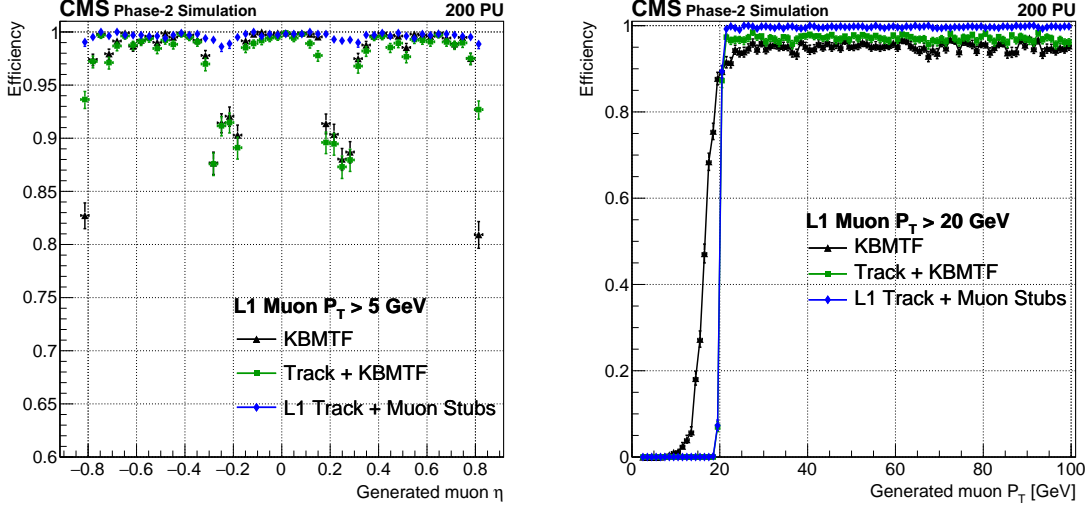 CMS Phase-2 Simulation 200 PU
Efficiency
1
0.95
0.9
0.85
0.8
0.75
0.7
0.65
0.6
L1 Muon P_T > 5 GeV
KBMTF
Track + KBMTF
L1 Track + Muon Stubs
−0.8 −0.6 −0.4 −0.2 0 0.2 0.4 0.6 0.8
Generated muon η
CMS Phase-2 Simulation 200 PU
Efficiency
1
0.8
0.6
0.4
0.2
0
L1 Muon P_T > 20 GeV
KBMTF
Track + KBMTF
L1 Track + Muon Stubs
0 20 40 60 80 100
Generated muon P_T [GeV]